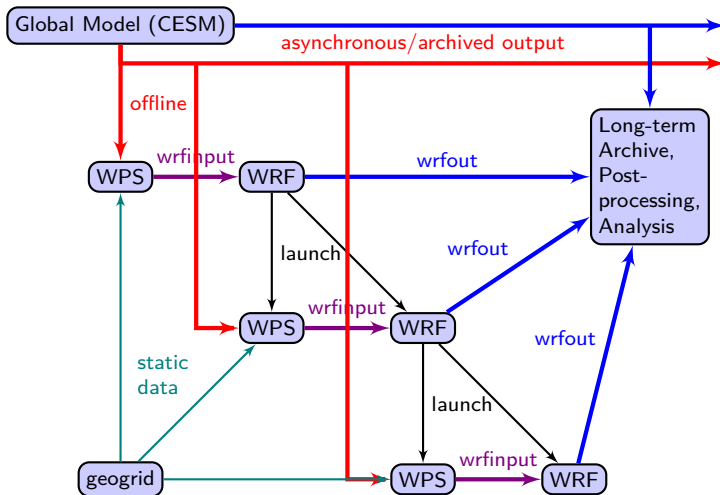 Global Model (CESM)
asynchronous/archived output
offline
Long-term
Archive,
Post-
processing,
Analysis
wrfinput
wrfout
WPS
WRF
launch
wrfout
wrfinput
WPS
WRF
wrfout
static
data
launch
wrfinput
geogrid
WPS
WRF